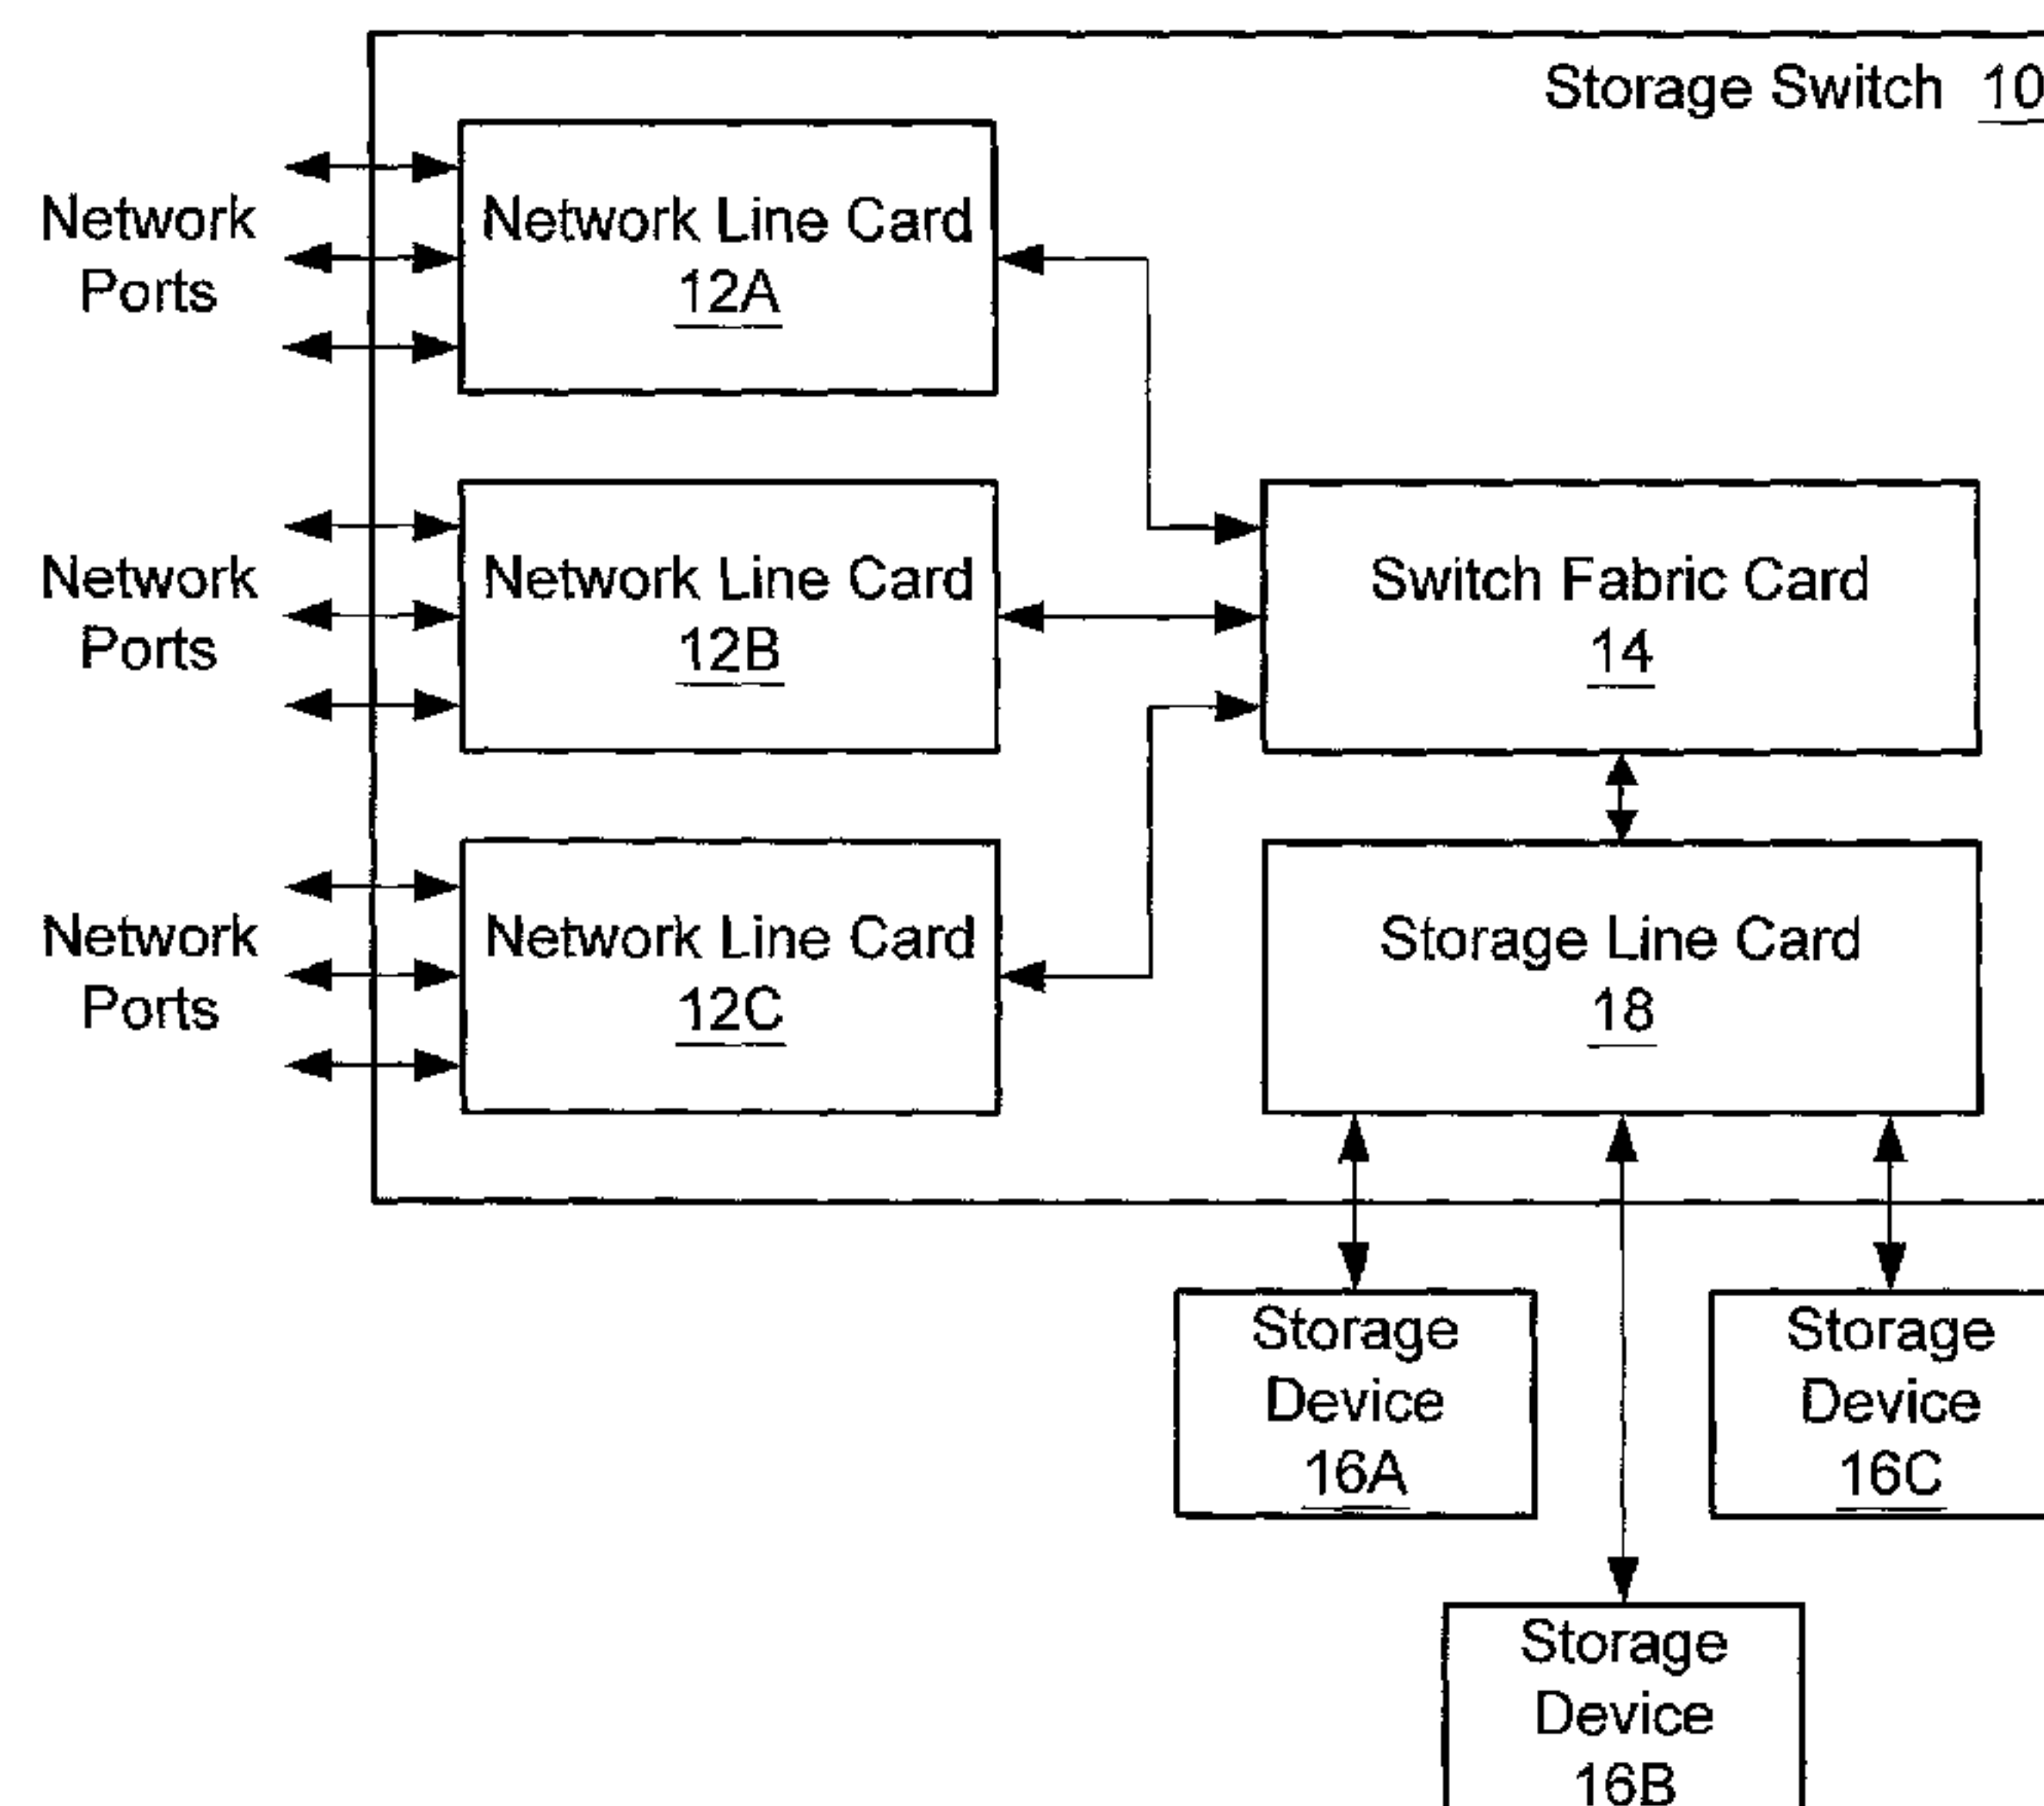 Storage Switch 10
Network
Ports
Network Line Card
12A
Network
Ports
Network Line Card
12B
Switch Fabric Card
14
Network
Ports
Network Line Card
12C
Storage Line Card
18
Storage
Device
16A
Storage
Device
16C
Storage
Device
16B